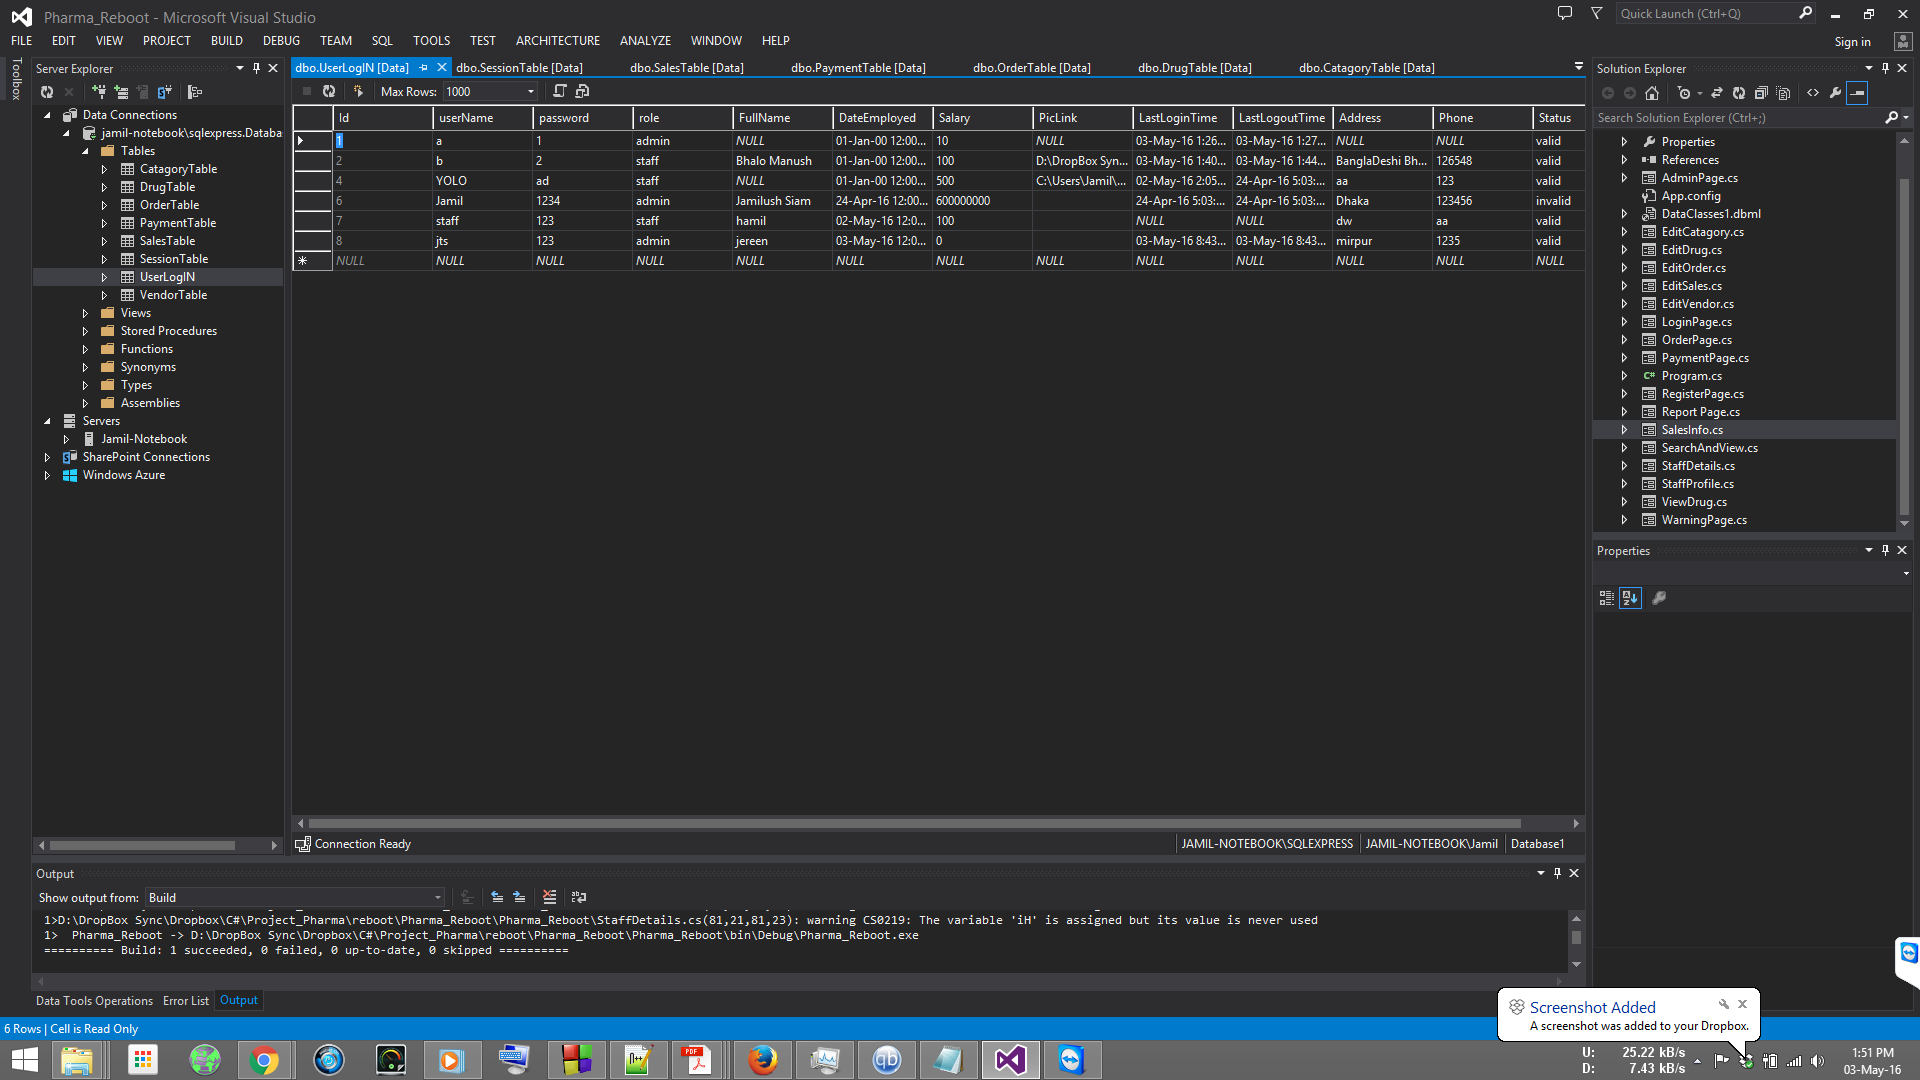 Pharma_Reboot - Microsoft Visual Studio
Quick Launch (Ctrl+Q)
FILE EDIT VIEW PROJECT BUILD DEBUG TEAM SQL TOOLS TEST ARCHITECTURE ANALYZE WINDOW HELP
Sign in
Toolbox
Server Explorer
Data Connections
jamil-notebook\sqlexpress.Databa
Tables
CatagoryTable
DrugTable
OrderTable
PaymentTable
SalesTable
SessionTable
UserLogIN
VendorTable
Views
Stored Procedures
Functions
Synonyms
Types
Assemblies
Servers
Jamil-Notebook
SharePoint Connections
Windows Azure
dbo.UserLogIN [Data] dbo.SessionTable [Data] dbo.SalesTable [Data] dbo.PaymentTable [Data] dbo.OrderTable [Data] dbo.DrugTable [Data] dbo.CatagoryTable [Data]
Max Rows: 1000
Id userName password role FullName DateEmployed Salary PicLink LastLoginTime LastLogoutTime Address Phone Status
1 a 1 admin NULL 01-Jan-00 12:00... 10 NULL 03-May-16 1:26... 03-May-16 1:27... NULL NULL valid
2 b 2 staff Bhalo Manush 01-Jan-00 12:00... 100 D:\DropBox Syn... 03-May-16 1:40... 03-May-16 1:44... BanglaDeshi Bh... 126548 valid
4 YOLO ad staff NULL 01-Jan-00 12:00... 500 C:\Users\Jamil\... 02-May-16 2:05... 24-Apr-16 5:03:... aa 123 valid
6 Jamil 1234 admin Jamilush Siam 24-Apr-16 12:00... 600000000 24-Apr-16 5:03:... 24-Apr-16 5:03:... Dhaka 123456 invalid
7 staff 123 staff hamil 02-May-16 12:0... 100 NULL NULL dw aa valid
8 jts 123 admin jereen 03-May-16 12:0... 0 03-May-16 8:43... 03-May-16 8:43... mirpur 1235 valid
NULL NULL NULL NULL NULL NULL NULL NULL NULL NULL NULL NULL NULL
Connection Ready
JAMIL-NOTEBOOK\SQLEXPRESS JAMIL-NOTEBOOK\Jamil Database1
Solution Explorer
Search Solution Explorer (Ctrl+;)
Properties
References
AdminPage.cs
App.config
DataClasses1.dbml
EditCatagory.cs
EditDrug.cs
EditOrder.cs
EditSales.cs
EditVendor.cs
LoginPage.cs
OrderPage.cs
PaymentPage.cs
C# Program.cs
RegisterPage.cs
Report Page.cs
SalesInfo.cs
SearchAndView.cs
StaffDetails.cs
StaffProfile.cs
ViewDrug.cs
WarningPage.cs
Properties
Output
Show output from: Build
1>D:\DropBox Sync\Dropbox\C#\Project_Pharma\reboot\Pharma_Reboot\Pharma_Reboot\StaffDetails.cs(81,21,81,23): warning CS0219: The variable 'iH' is assigned but its value is never used
1> Pharma_Reboot -> D:\DropBox Sync\Dropbox\C#\Project_Pharma\reboot\Pharma_Reboot\Pharma_Reboot\bin\Debug\Pharma_Reboot.exe
========== Build: 1 succeeded, 0 failed, 0 up-to-date, 0 skipped ==========
Data Tools Operations Error List Output
6 Rows | Cell is Read Only
Screenshot Added
A screenshot was added to your Dropbox.
PDF
qb
U: 25.22 kB/s
D: 7.43 kB/s
1:51 PM
03-May-16